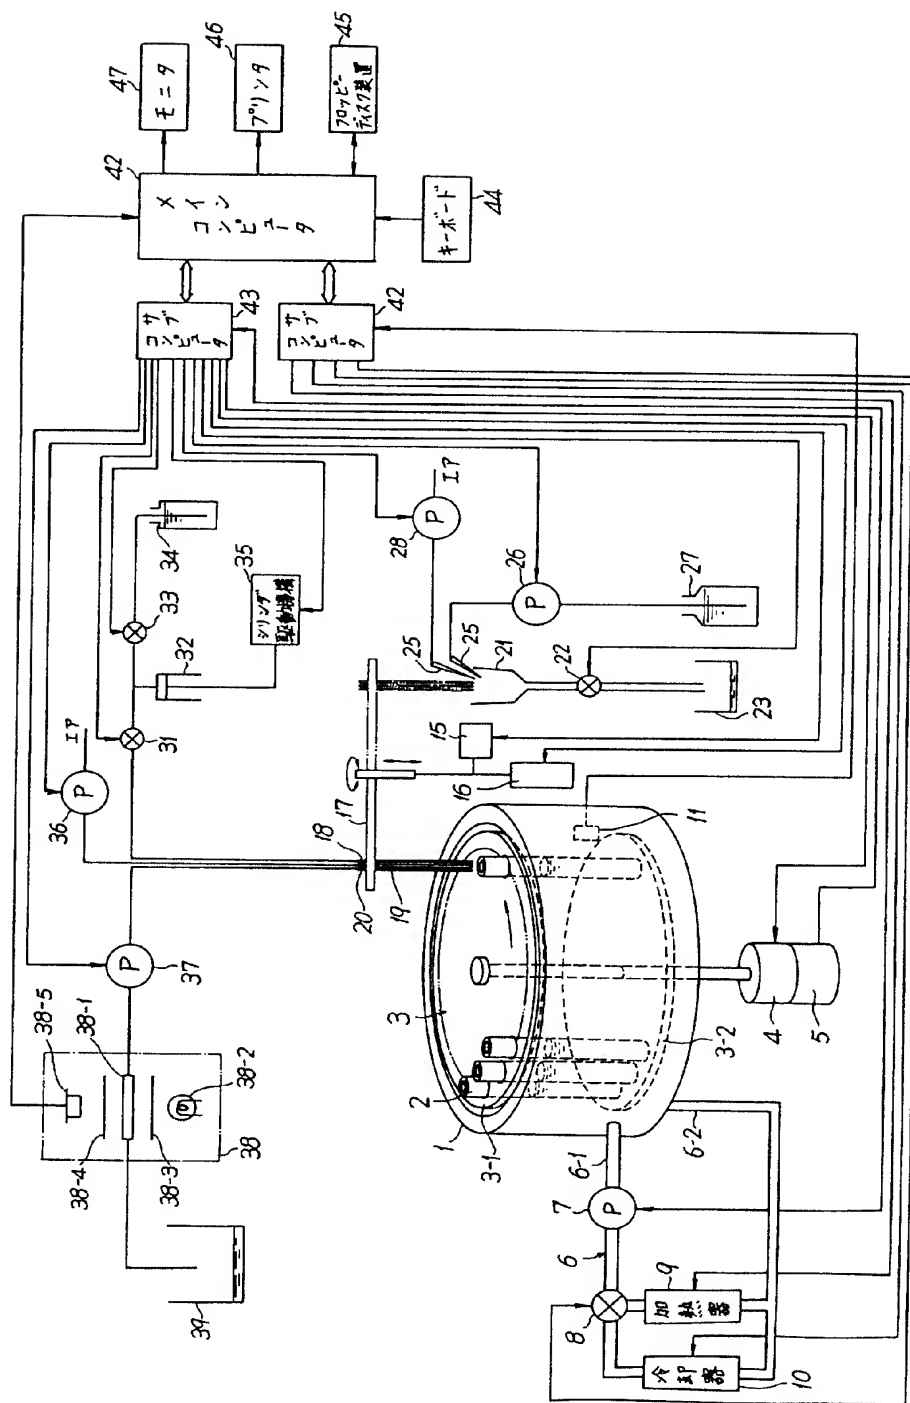 47
モニタ
46
プリンタ
45
フロッピー
ディスク装置
42
メイン
コンピュータ
キーボード
44
サブ
コンピュータ
43
サブ
コンピュータ
42
34
33
シリンダ
駆動機構
35
32
31
エア
P
36
エア
P
28
P
26
27
25
25
21
22
23
15
16
17
18
19
20
P
37
38-5
38-1
38-2
38-4
38-3
38
39
1
2
3
3-1
3-2
11
4
5
6-1
6-2
P
7
6
8
加熱器
9
冷却器
10